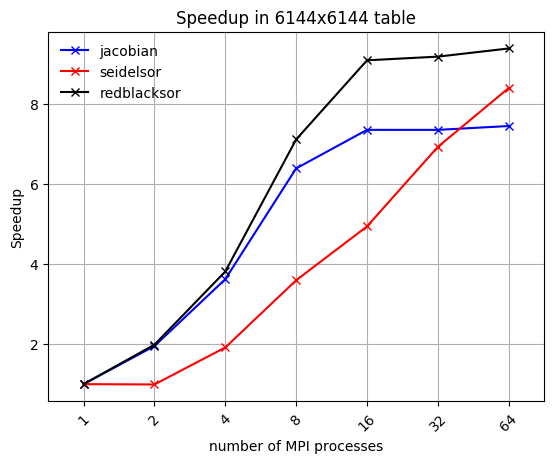 Speedup in 6144x6144 table
jacobian
seidelsor
redblacksor
Speedup
8
6
4
2
1
2
4
8
16
32
64
number of MPI processes